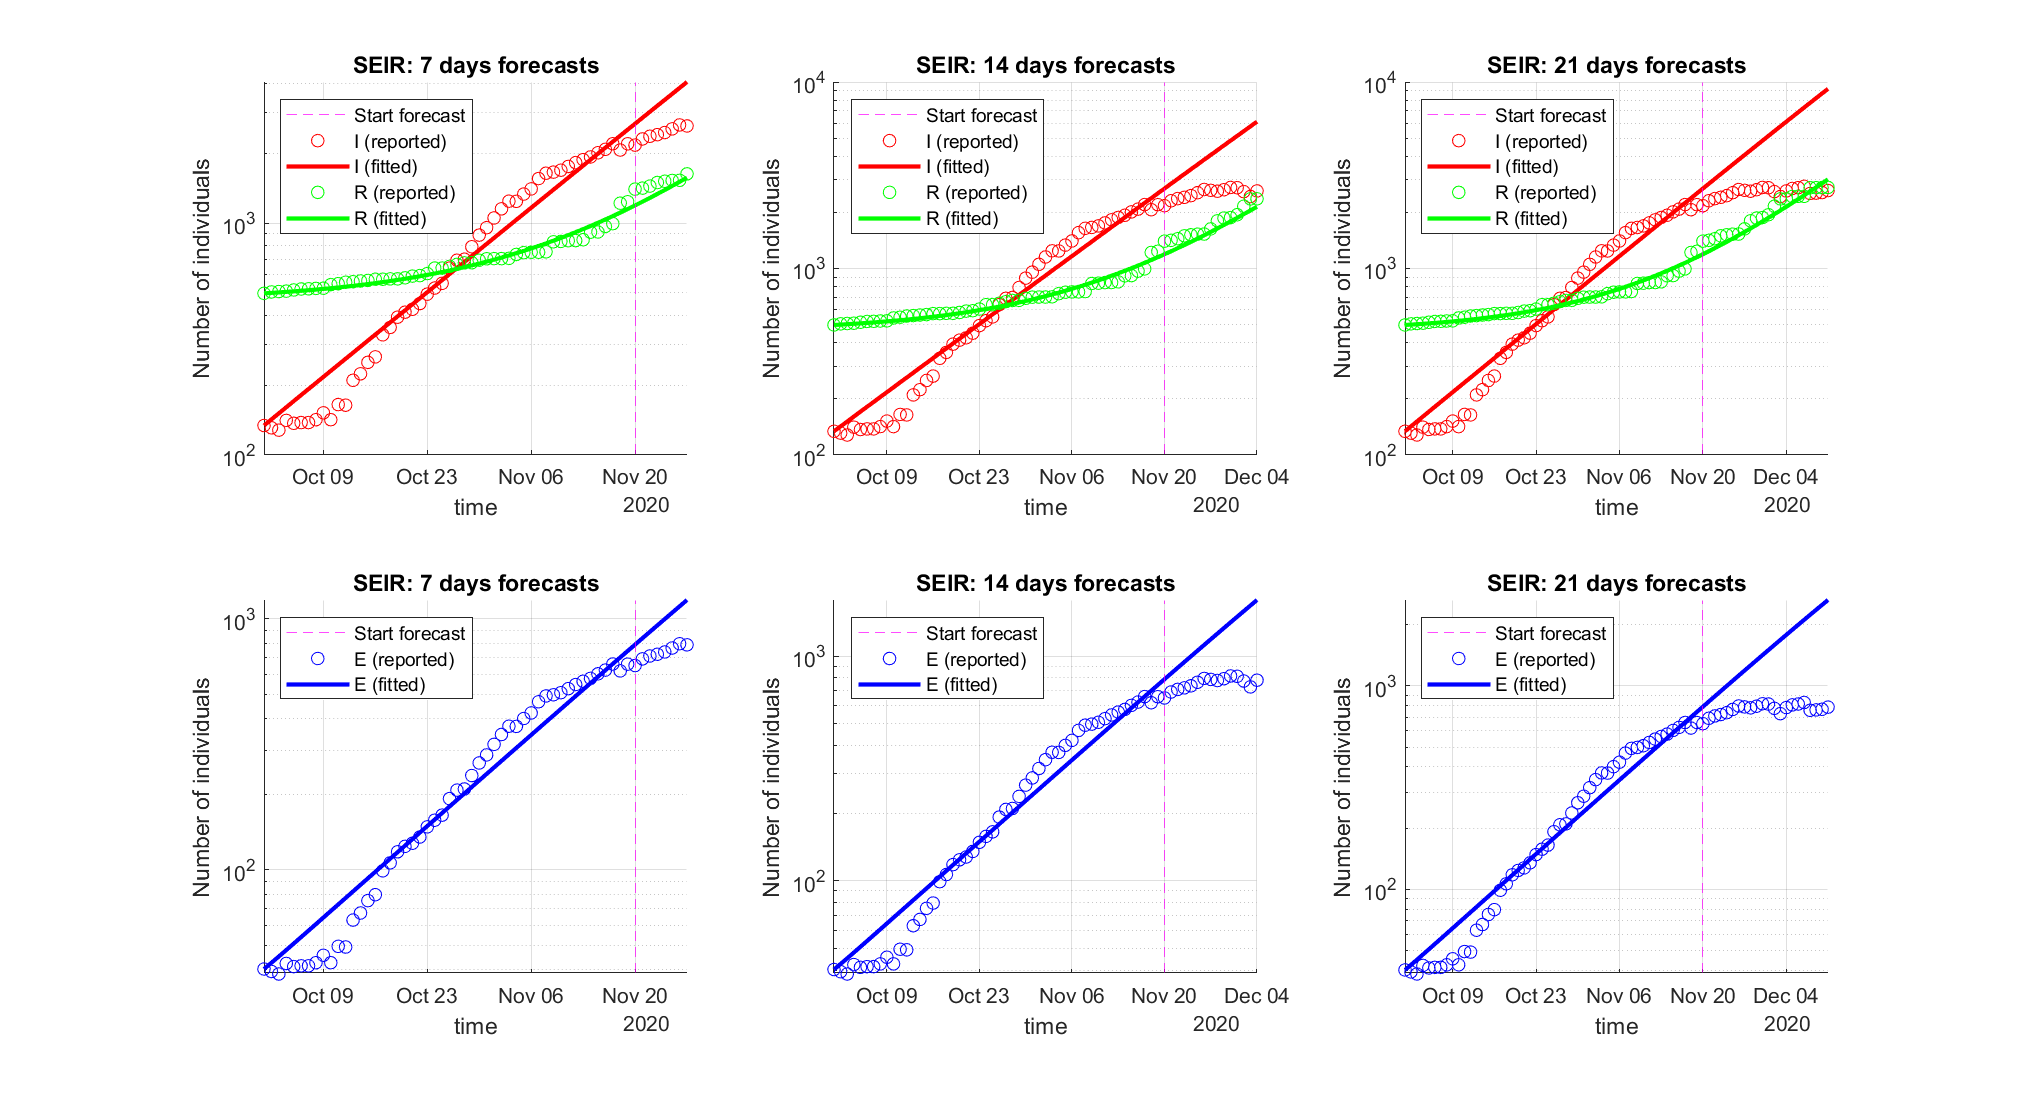 SEIR: 7 days forecasts
Number of individuals
10^3
10^2
Start forecast
I (reported)
I (fitted)
R (reported)
R (fitted)
Oct 09 Oct 23 Nov 06 Nov 20
2020
time
SEIR: 14 days forecasts
Number of individuals
10^4
10^3
10^2
Start forecast
I (reported)
I (fitted)
R (reported)
R (fitted)
Oct 09 Oct 23 Nov 06 Nov 20 Dec 04
2020
time
SEIR: 21 days forecasts
Number of individuals
10^4
10^3
10^2
Start forecast
I (reported)
I (fitted)
R (reported)
R (fitted)
Oct 09 Oct 23 Nov 06 Nov 20 Dec 04
2020
time
SEIR: 7 days forecasts
Number of individuals
10^3
10^2
Start forecast
E (reported)
E (fitted)
Oct 09 Oct 23 Nov 06 Nov 20
2020
time
SEIR: 14 days forecasts
Number of individuals
10^3
10^2
Start forecast
E (reported)
E (fitted)
Oct 09 Oct 23 Nov 06 Nov 20 Dec 04
2020
time
SEIR: 21 days forecasts
Number of individuals
10^3
10^2
Start forecast
E (reported)
E (fitted)
Oct 09 Oct 23 Nov 06 Nov 20 Dec 04
2020
time